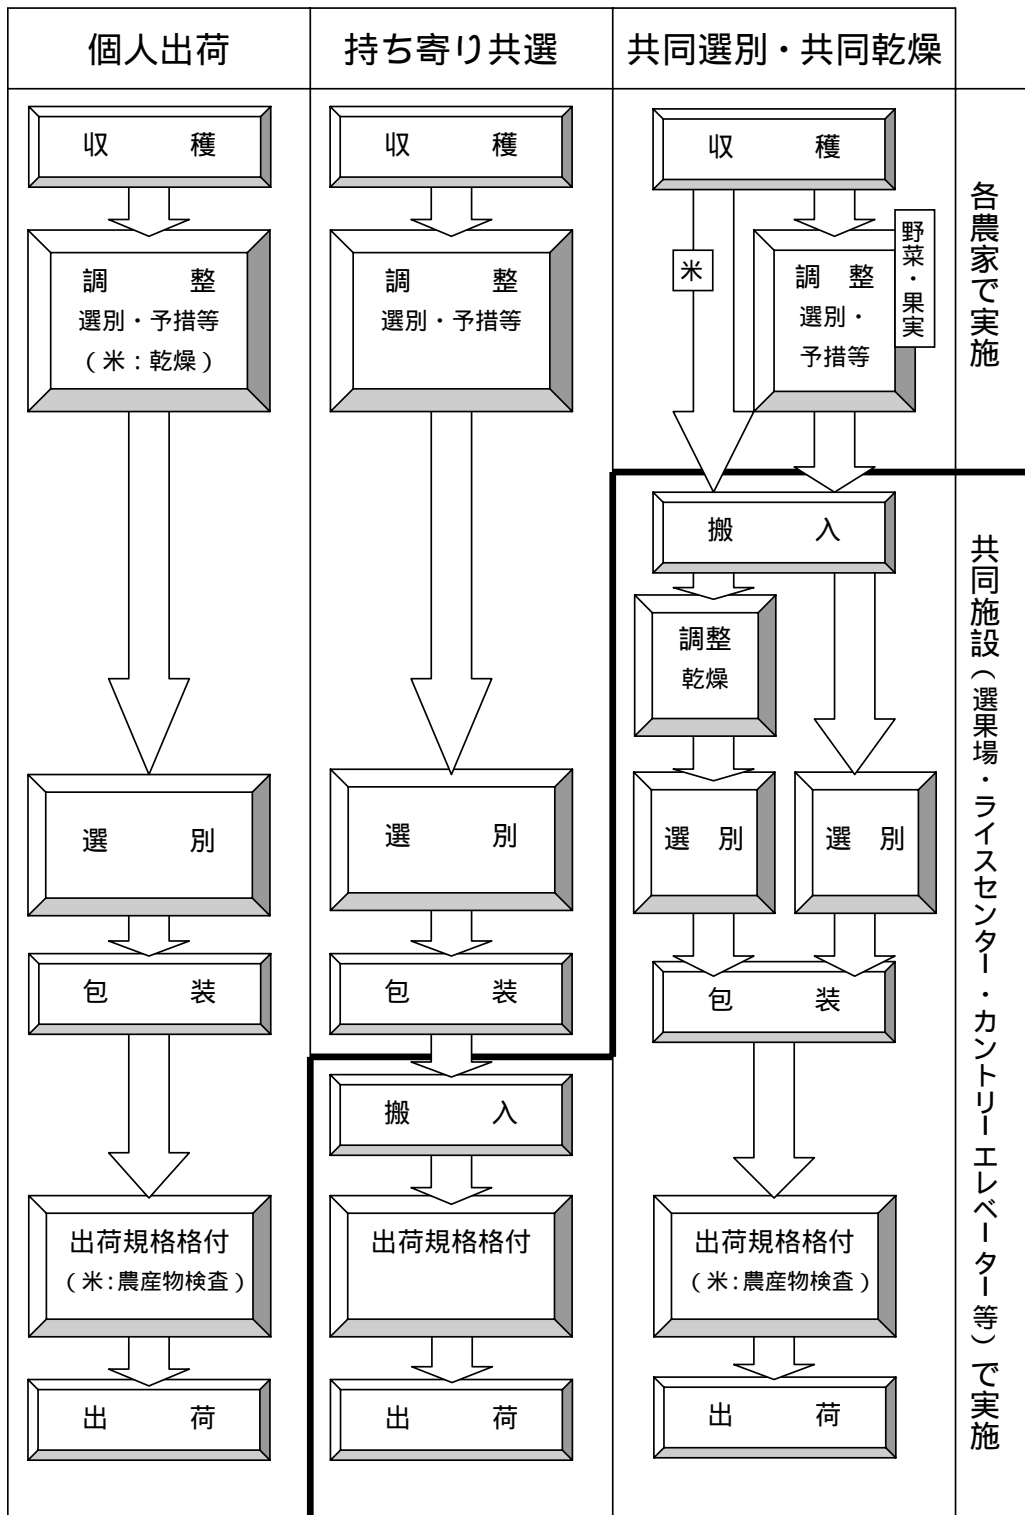 個人出荷
持ち寄り共選
共同選別・共同乾燥
収 穫
調 整
選別・予措等
（米：乾燥）
選 別
包 装
出荷規格格付
（米：農産物検査）
出 荷
収 穫
調 整
選別・予措等
選 別
包 装
搬 入
出荷規格格付
出 荷
収 穫
米
野菜・果実
調 整
選別・
予措等
搬 入
調整
乾燥
選 別
選 別
包 装
出荷規格格付
（米：農産物検査）
出 荷
各農家で実施
共同施設（選果場・ライスセンター・カントリーエレベーター等）で実施